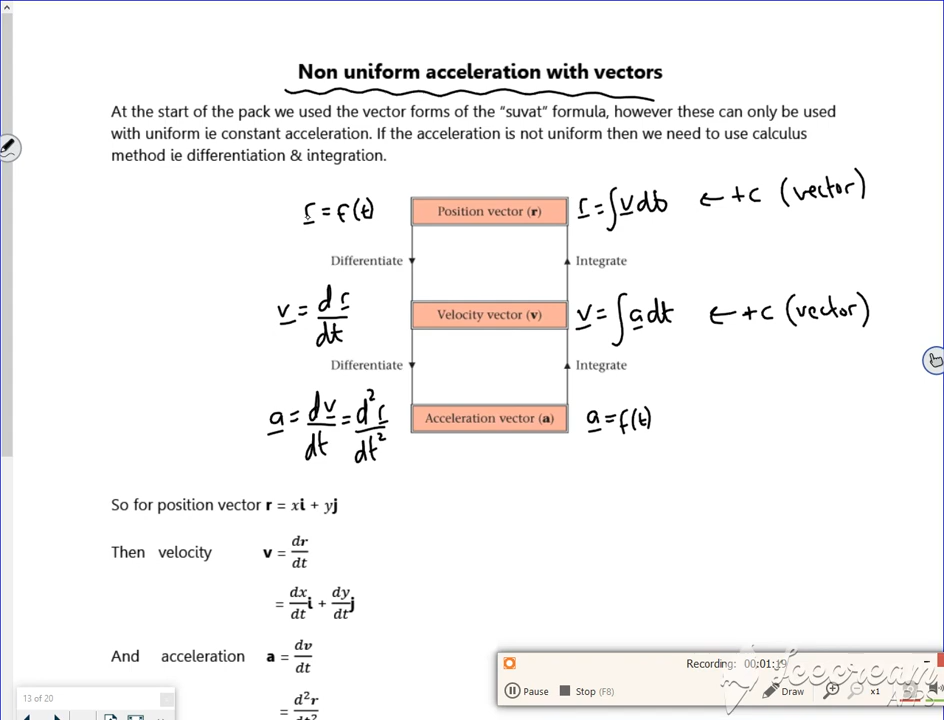 Non uniform acceleration with vectors
At the start of the pack we used the vector forms of the "suvat" formula, however these can only be used
with uniform ie constant acceleration. If the acceleration is not uniform then we need to use calculus
method ie differentiation & integration.
r = f(t) Position vector (r) r = ∫v dt ← +c (vector)
Differentiate Integrate
v = dr/dt Velocity vector (v) v = ∫a dt ← +c (vector)
Differentiate Integrate
a = dv/dt = d²r/dt² Acceleration vector (a) a = f(t)
So for position vector r = xi + yj
Then velocity v = dr/dt
= dx/dt i + dy/dt j
And acceleration a = dv/dt
= d²r/dt²
Recording: 00:01:19
Pause Stop (F8) Draw x1
Icecream
APPS
13 of 20